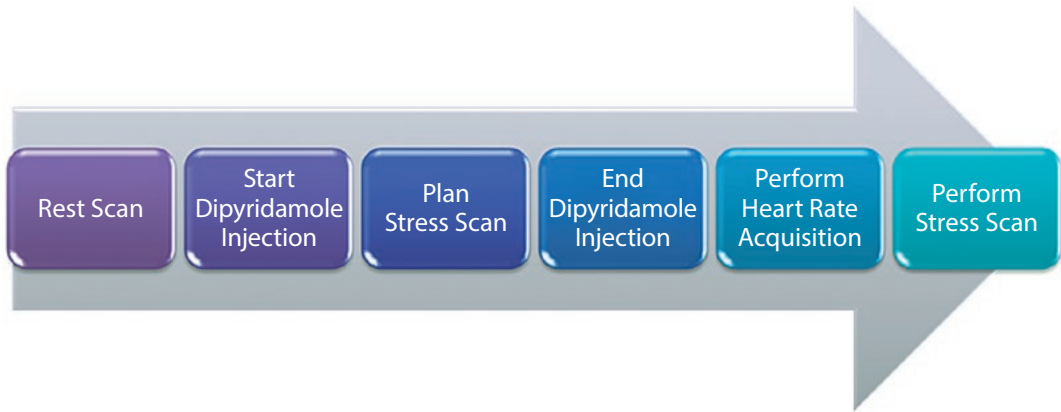 Rest Scan
Start
Dipyridamole
Injection
Plan
Stress Scan
End
Dipyridamole
Injection
Perform
Heart Rate
Acquisition
Perform
Stress Scan